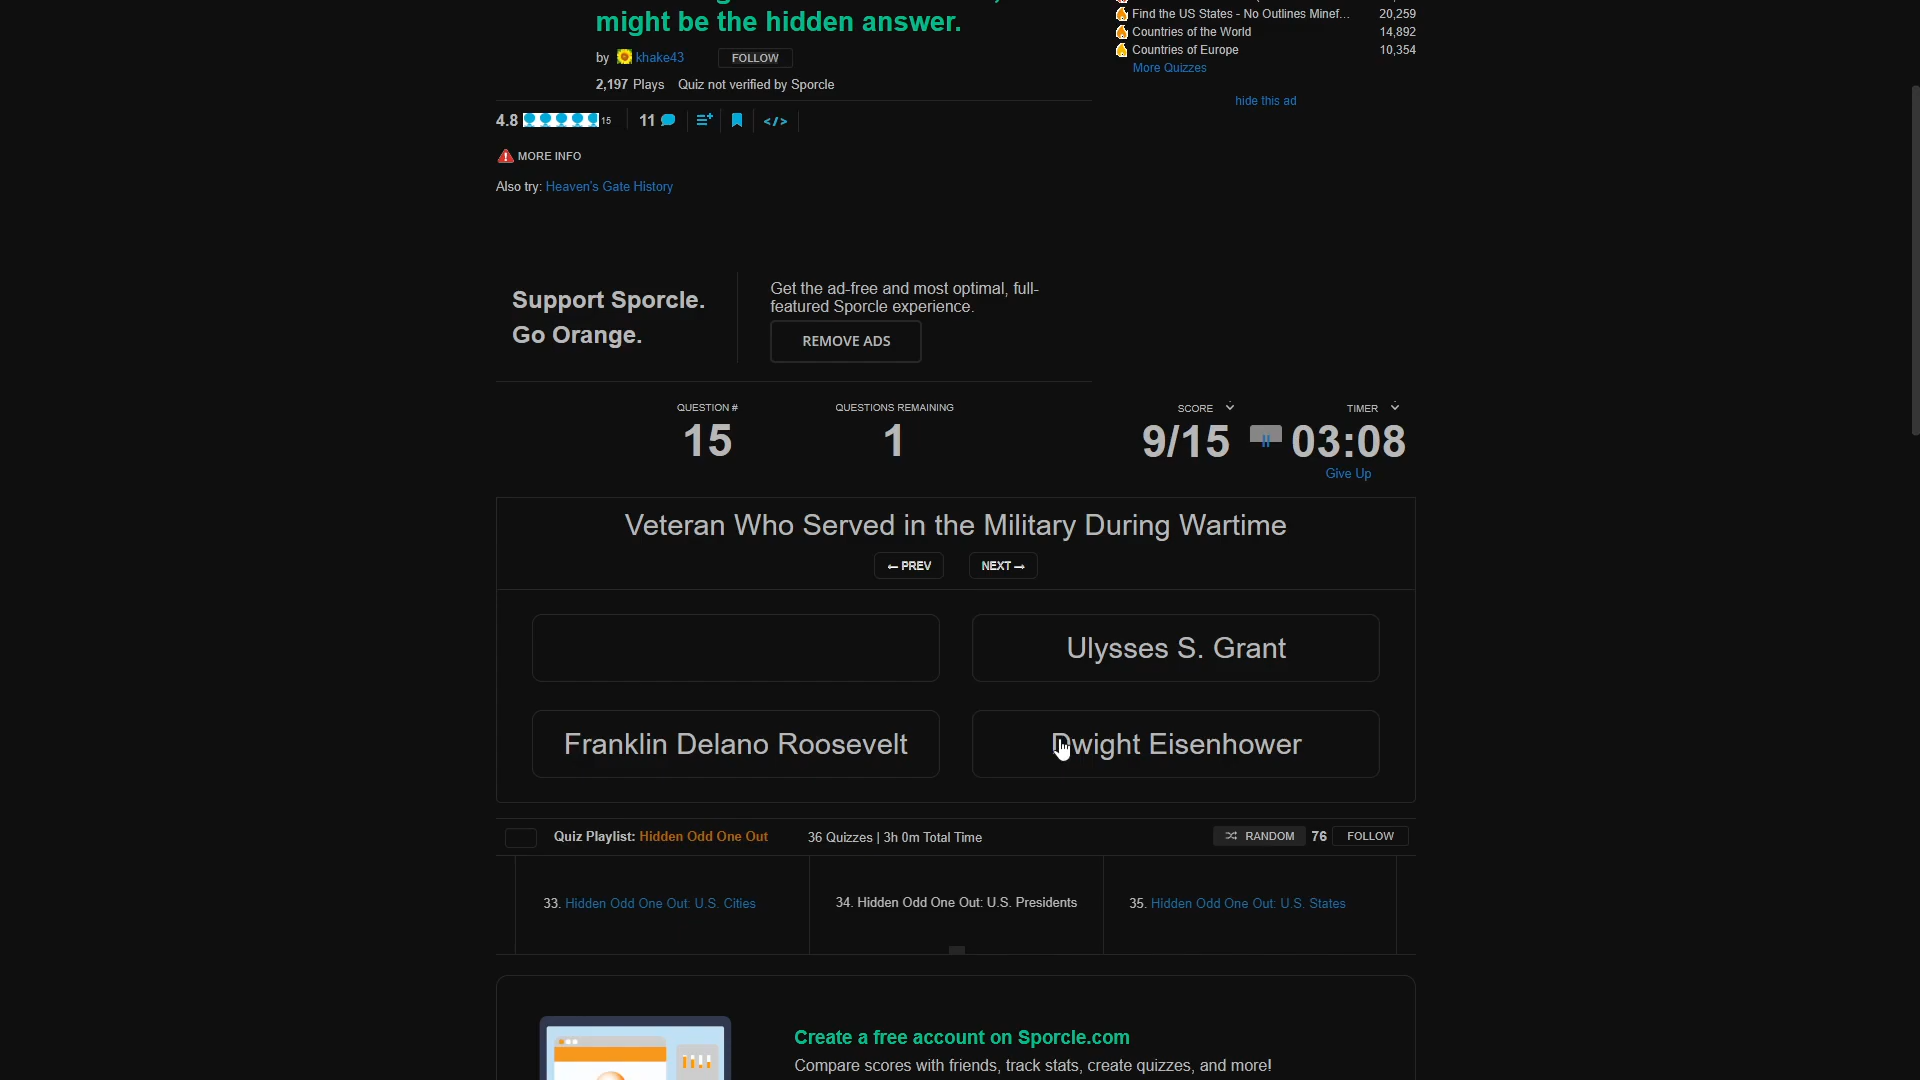 might be the hidden answer.
by khake43 FOLLOW
2,197 Plays Quiz not verified by Sporcle
4.8 15 11 </>
MORE INFO
Also try: Heaven's Gate History
Find the US States - No Outlines Minef... 20,259
Countries of the World 14,892
Countries of Europe 10,354
More Quizzes
hide this ad
Support Sporcle.
Go Orange.
Get the ad-free and most optimal, full-
featured Sporcle experience.
REMOVE ADS
QUESTION # QUESTIONS REMAINING SCORE TIMER
15 1 9/15 03:08
Give Up
Veteran Who Served in the Military During Wartime
← PREV NEXT →
Ulysses S. Grant
Franklin Delano Roosevelt Dwight Eisenhower
Quiz Playlist: Hidden Odd One Out 36 Quizzes | 3h 0m Total Time RANDOM 76 FOLLOW
33. Hidden Odd One Out: U.S. Cities 34. Hidden Odd One Out: U.S. Presidents 35. Hidden Odd One Out: U.S. States
Create a free account on Sporcle.com
Compare scores with friends, track stats, create quizzes, and more!